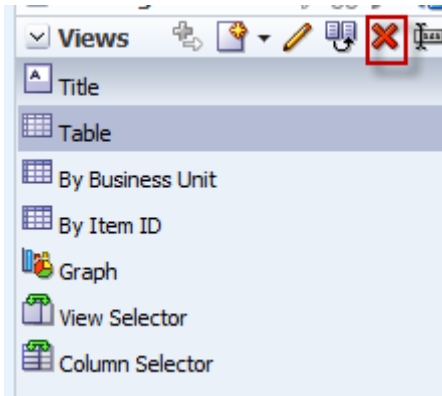 Views
Title
Table
By Business Unit
By Item ID
Graph
View Selector
Column Selector